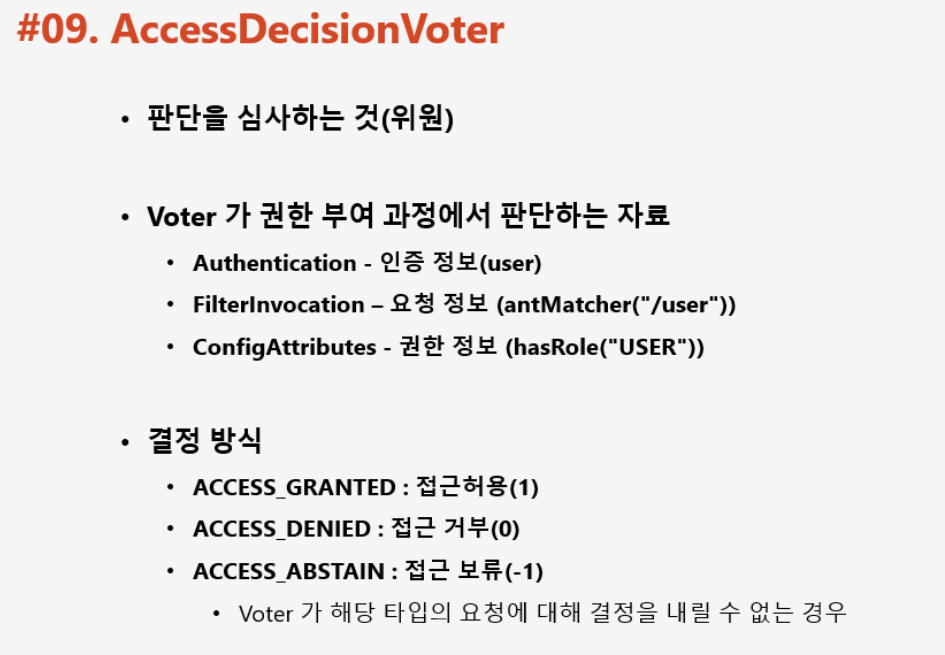 #09. AccessDecisionVoter
• 판단을 심사하는 것(위원)
• Voter 가 권한 부여 과정에서 판단하는 자료
• Authentication - 인증 정보(user)
• FilterInvocation – 요청 정보 (antMatcher("/user"))
• ConfigAttributes - 권한 정보 (hasRole("USER"))
• 결정 방식
• ACCESS_GRANTED : 접근허용(1)
• ACCESS_DENIED : 접근 거부(0)
• ACCESS_ABSTAIN : 접근 보류(-1)
• Voter 가 해당 타입의 요청에 대해 결정을 내릴 수 없는 경우